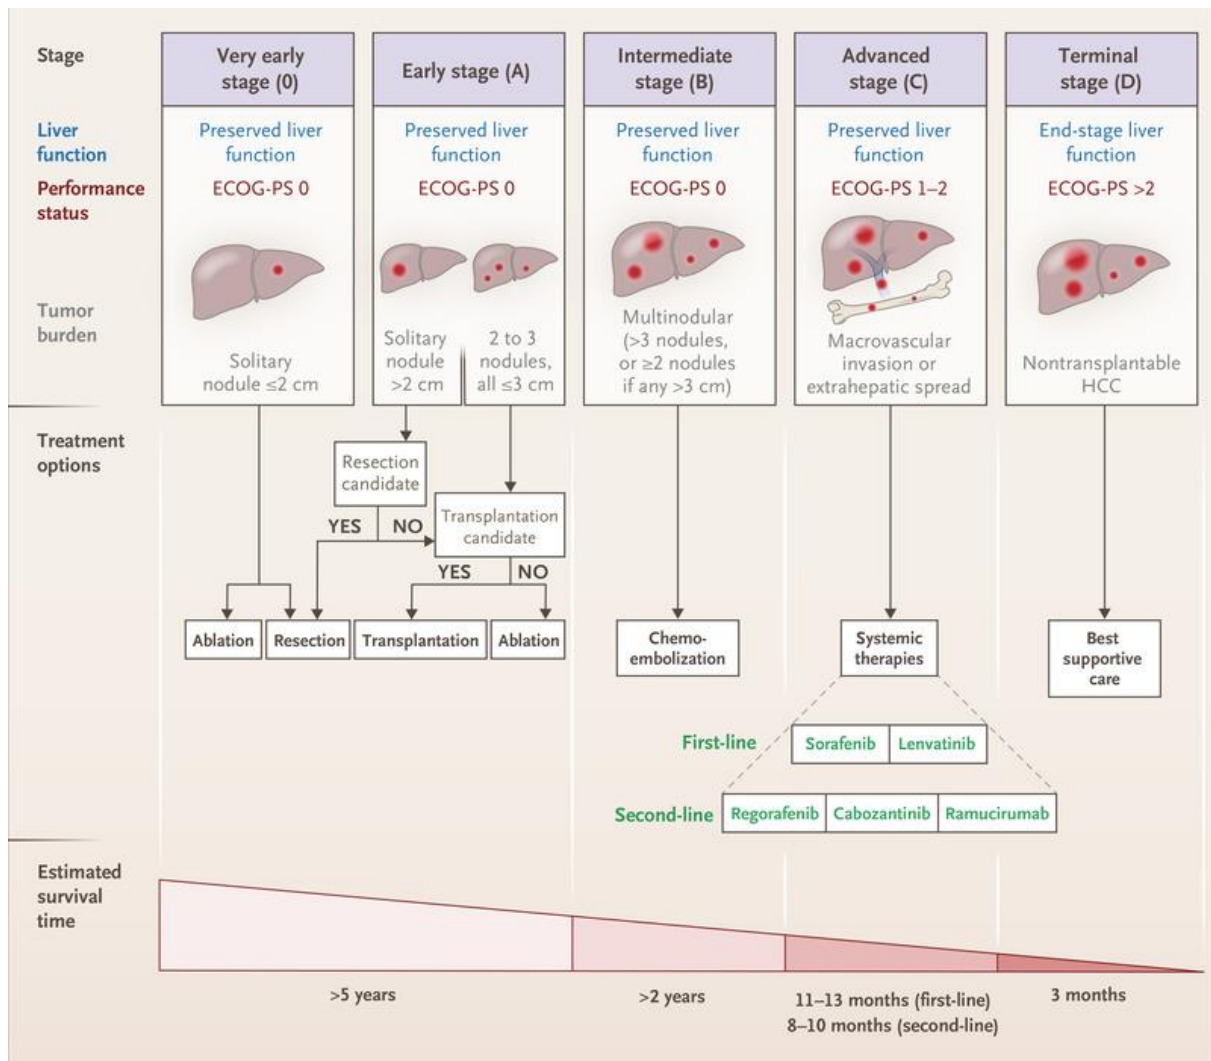 Stage
Very early
stage (0)
Early stage (A)
Intermediate
stage (B)
Advanced
stage (C)
Terminal
stage (D)
Liver
function
Preserved liver
function
Preserved liver
function
Preserved liver
function
Preserved liver
function
End-stage liver
function
Performance
status
ECOG-PS 0
ECOG-PS 0
ECOG-PS 0
ECOG-PS 1–2
ECOG-PS >2
Tumor
burden
Solitary
nodule ≤2 cm
Solitary
nodule
>2 cm
2 to 3
nodules,
all ≤3 cm
Multinodular
(>3 nodules,
or ≥2 nodules
if any >3 cm)
Macrovascular
invasion or
extrahepatic spread
Nontransplantable
HCC
Treatment
options
Resection
candidate
YES
NO
Transplantation
candidate
YES
NO
Ablation
Resection
Transplantation
Ablation
Chemo-
embolization
Systemic
therapies
Best
supportive
care
First-line
Sorafenib
Lenvatinib
Second-line
Regorafenib
Cabozantinib
Ramucirumab
Estimated
survival
time
>5 years
>2 years
11–13 months (first-line)
8–10 months (second-line)
3 months